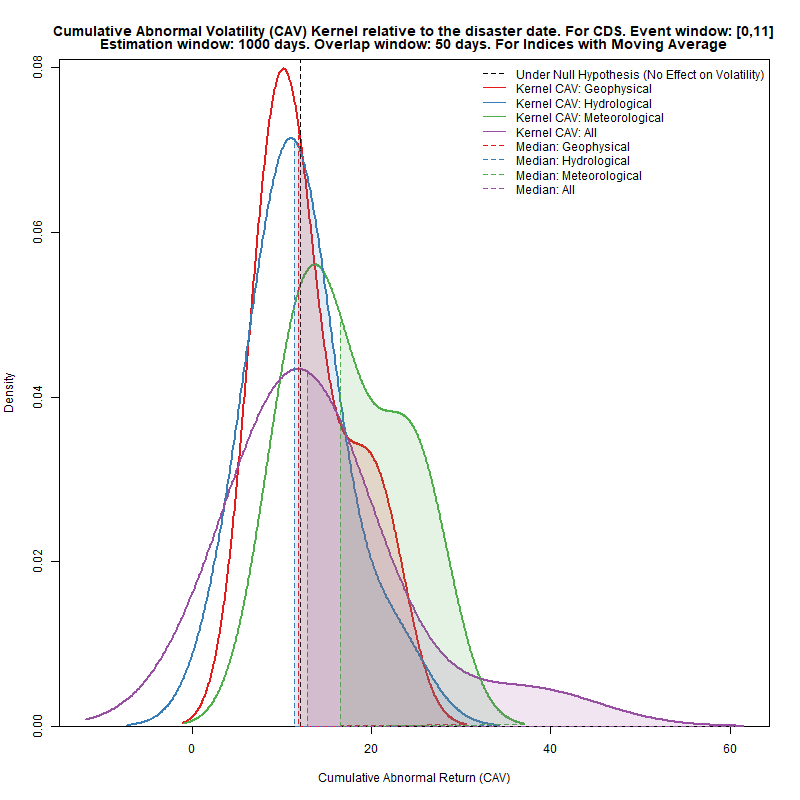 Cumulative Abnormal Volatility (CAV) Kernel relative to the disaster date. For CDS. Event window: [0,11]
Estimation window: 1000 days. Overlap window: 50 days. For Indices with Moving Average
Under Null Hypothesis (No Effect on Volatility)
Kernel CAV: Geophysical
Kernel CAV: Hydrological
Kernel CAV: Meteorological
Kernel CAV: All
Median: Geophysical
Median: Hydrological
Median: Meteorological
Median: All
Density
0.08
0.06
0.04
0.02
0.00
0
20
40
60
Cumulative Abnormal Return (CAV)